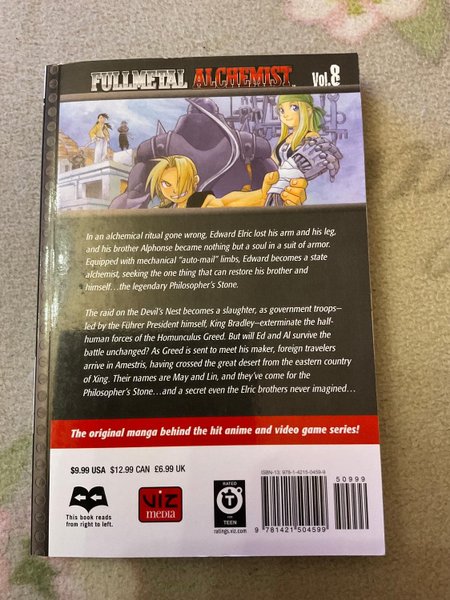 FULLMETAL ALCHEMIST Vol.8
In an alchemical ritual gone wrong, Edward Elric lost his arm and his leg,
and his brother Alphonse became nothing but a soul in a suit of armor.
Equipped with mechanical "auto-mail" limbs, Edward becomes a state
alchemist, seeking the one thing that can restore his brother and
himself…the legendary Philosopher's Stone.
The raid on the Devil's Nest becomes a slaughter, as government troops—
led by the Führer President himself, King Bradley—exterminate the half-
human forces of the Homunculus Greed. But will Ed and Al survive the
battle unchanged? As Greed is sent to meet his maker, foreign travelers
arrive in Amestris, having crossed the great desert from the eastern country
of Xing. Their names are May and Lin, and they've come for the
Philosopher's Stone…and a secret even the Elric brothers never imagined…
The original manga behind the hit anime and video game series!
$9.99 USA $12.99 CAN £6.99 UK
This book reads
from right to left.
VIZ
MEDIA
RATED
T
FOR
TEEN
ratings.viz.com
ISBN-13: 978-1-4215-0459-9
50999
9 781421 504599